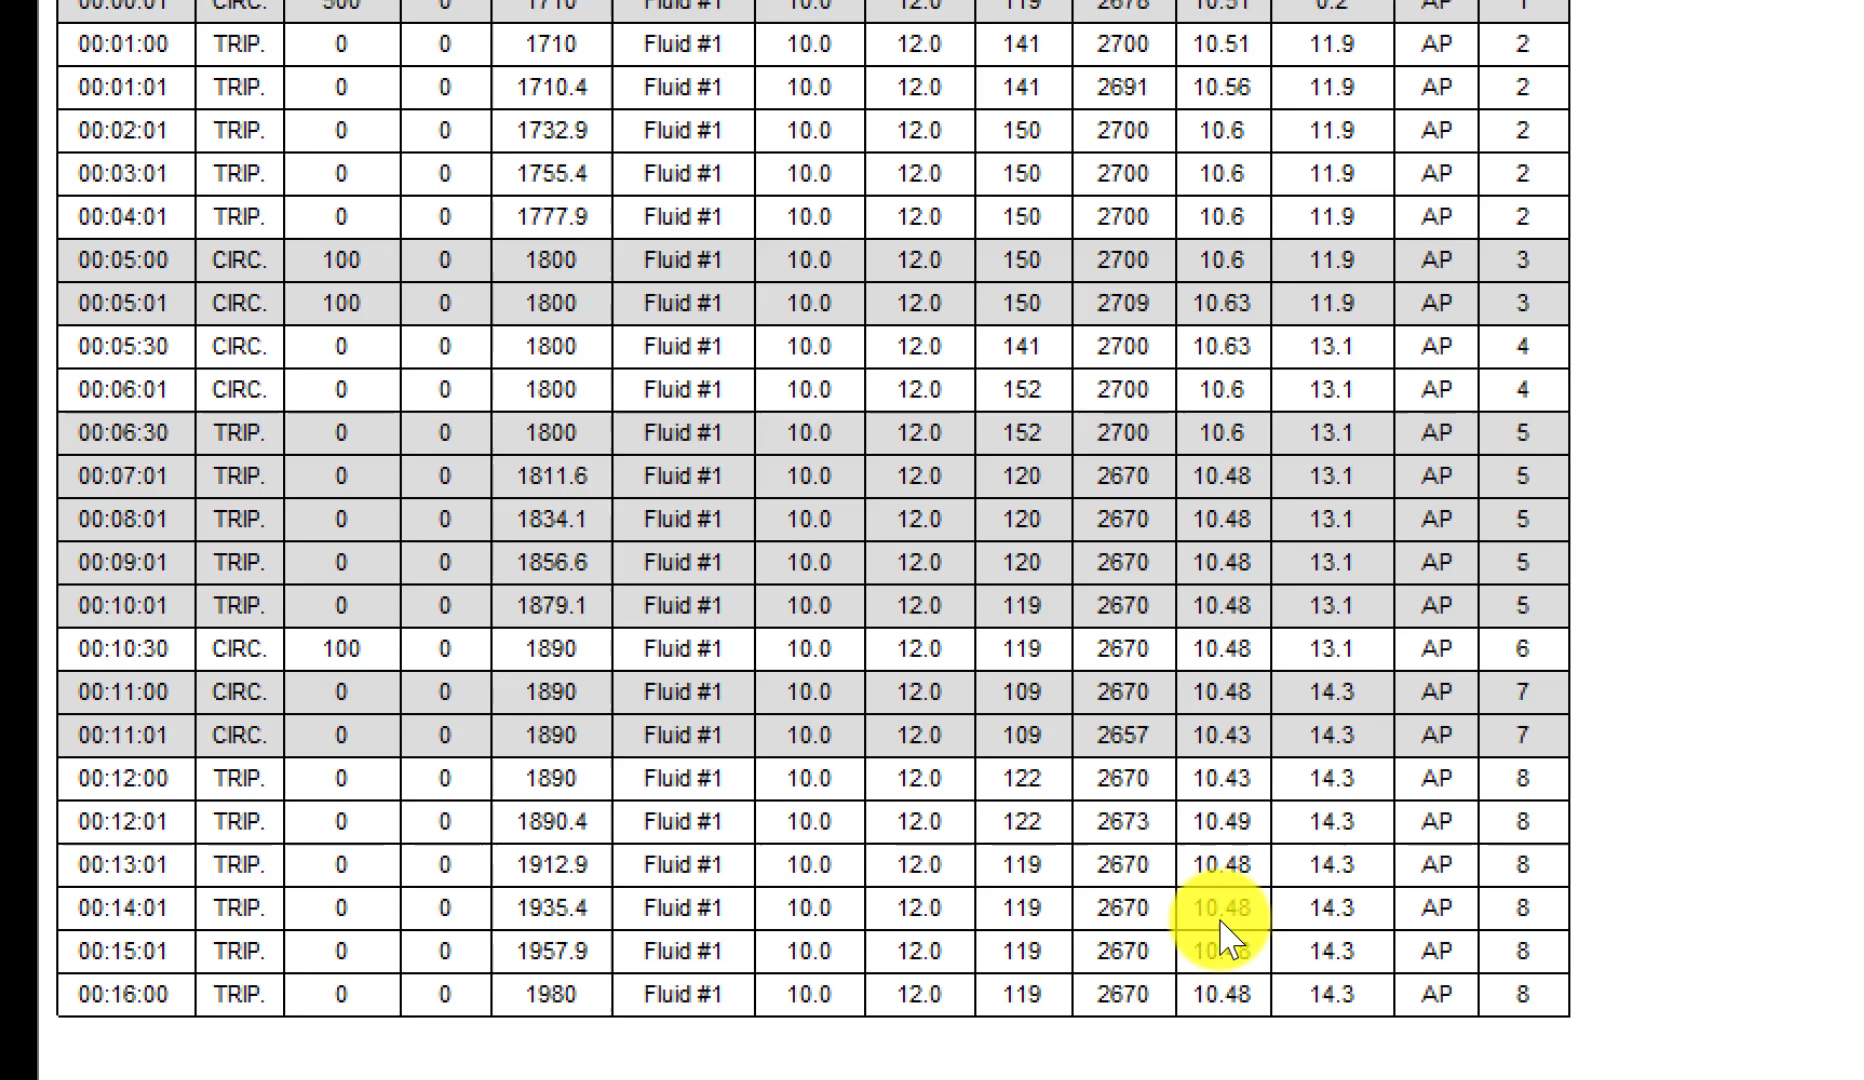 00:00:01 CIRC. 500 0 1710 Fluid #1 10.0 12.0 119 2678 10.51 0.2 AP 1
00:01:00 TRIP. 0 0 1710 Fluid #1 10.0 12.0 141 2700 10.51 11.9 AP 2
00:01:01 TRIP. 0 0 1710.4 Fluid #1 10.0 12.0 141 2691 10.56 11.9 AP 2
00:02:01 TRIP. 0 0 1732.9 Fluid #1 10.0 12.0 150 2700 10.6 11.9 AP 2
00:03:01 TRIP. 0 0 1755.4 Fluid #1 10.0 12.0 150 2700 10.6 11.9 AP 2
00:04:01 TRIP. 0 0 1777.9 Fluid #1 10.0 12.0 150 2700 10.6 11.9 AP 2
00:05:00 CIRC. 100 0 1800 Fluid #1 10.0 12.0 150 2700 10.6 11.9 AP 3
00:05:01 CIRC. 100 0 1800 Fluid #1 10.0 12.0 150 2709 10.63 11.9 AP 3
00:05:30 CIRC. 0 0 1800 Fluid #1 10.0 12.0 141 2700 10.63 13.1 AP 4
00:06:01 CIRC. 0 0 1800 Fluid #1 10.0 12.0 152 2700 10.6 13.1 AP 4
00:06:30 TRIP. 0 0 1800 Fluid #1 10.0 12.0 152 2700 10.6 13.1 AP 5
00:07:01 TRIP. 0 0 1811.6 Fluid #1 10.0 12.0 120 2670 10.48 13.1 AP 5
00:08:01 TRIP. 0 0 1834.1 Fluid #1 10.0 12.0 120 2670 10.48 13.1 AP 5
00:09:01 TRIP. 0 0 1856.6 Fluid #1 10.0 12.0 120 2670 10.48 13.1 AP 5
00:10:01 TRIP. 0 0 1879.1 Fluid #1 10.0 12.0 119 2670 10.48 13.1 AP 5
00:10:30 CIRC. 100 0 1890 Fluid #1 10.0 12.0 119 2670 10.48 13.1 AP 6
00:11:00 CIRC. 0 0 1890 Fluid #1 10.0 12.0 109 2670 10.48 14.3 AP 7
00:11:01 CIRC. 0 0 1890 Fluid #1 10.0 12.0 109 2657 10.43 14.3 AP 7
00:12:00 TRIP. 0 0 1890 Fluid #1 10.0 12.0 122 2670 10.43 14.3 AP 8
00:12:01 TRIP. 0 0 1890.4 Fluid #1 10.0 12.0 122 2673 10.49 14.3 AP 8
00:13:01 TRIP. 0 0 1912.9 Fluid #1 10.0 12.0 119 2670 10.48 14.3 AP 8
00:14:01 TRIP. 0 0 1935.4 Fluid #1 10.0 12.0 119 2670 10.48 14.3 AP 8
00:15:01 TRIP. 0 0 1957.9 Fluid #1 10.0 12.0 119 2670 14.3 AP 8
00:16:00 TRIP. 0 0 1980 Fluid #1 10.0 12.0 119 2670 10.48 14.3 AP 8